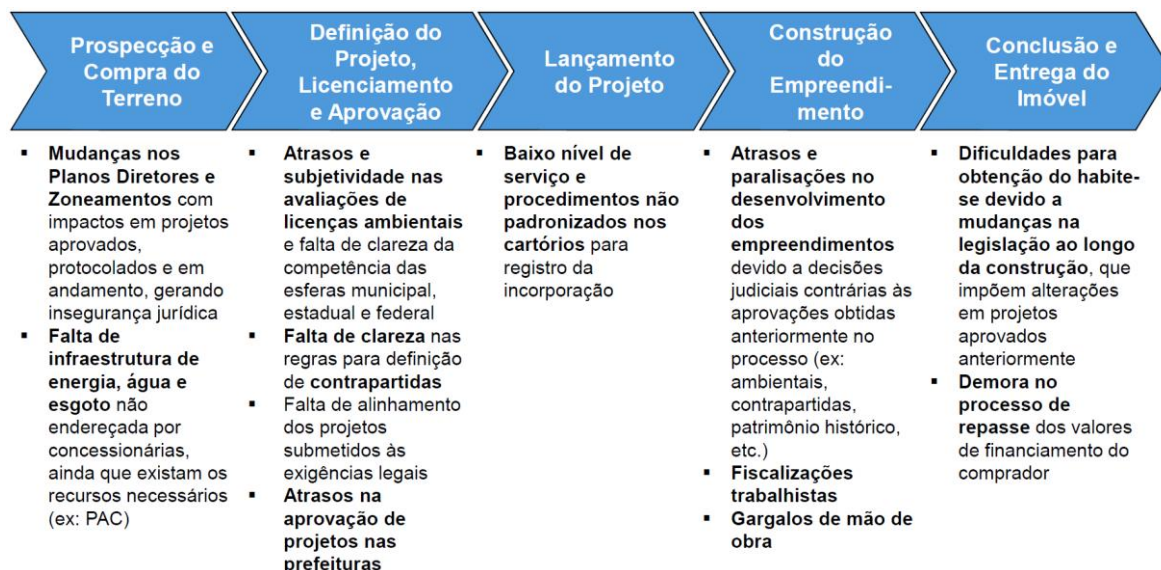 Prospecção e
Compra do
Terreno
Definição do
Projeto,
Licenciamento
e Aprovação
Lançamento
do Projeto
Construção
do
Empreendi-
mento
Conclusão e
Entrega do
Imóvel
▪ Mudanças nos
Planos Diretores e
Zoneamentos com
impactos em projetos
aprovados,
protocolados e em
andamento, gerando
insegurança jurídica
▪ Falta de
infraestrutura de
energia, água e
esgoto não
endereçada por
concessionárias,
ainda que existam os
recursos necessários
(ex: PAC)
▪ Atrasos e
subjetividade nas
avaliações de
licenças ambientais
e falta de clareza da
competência das
esferas municipal,
estadual e federal
▪ Falta de clareza nas
regras para definição
de contrapartidas
▪ Falta de alinhamento
dos projetos
submetidos às
exigências legais
▪ Atrasos na
aprovação de
projetos nas
prefeituras
▪ Baixo nível de
serviço e
procedimentos não
padronizados nos
cartórios para
registro da
incorporação
▪ Atrasos e
paralisações no
desenvolvimento
dos
empreendimentos
devido a decisões
judiciais contrárias às
aprovações obtidas
anteriormente no
processo (ex:
ambientais,
contrapartidas,
patrimônio histórico,
etc.)
▪ Fiscalizações
trabalhistas
▪ Gargalos de mão de
obra
▪ Dificuldades para
obtenção do habite-
se devido a
mudanças na
legislação ao longo
da construção, que
impõem alterações
em projetos
aprovados
anteriormente
▪ Demora no
processo de
repasse dos valores
de financiamento do
comprador